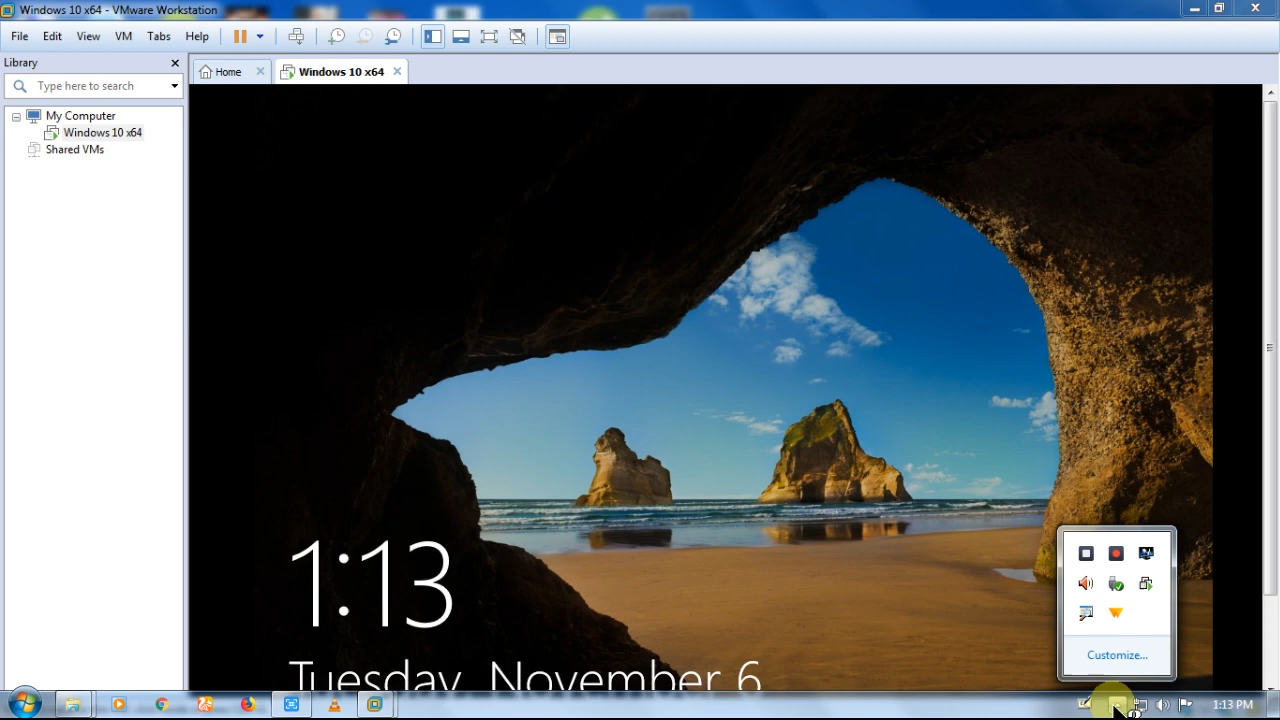 Windows 10 x64 - VMware Workstation
File Edit View VM Tabs Help
Library
Home
Windows 10 x64
Type here to search
My Computer
Windows 10 x64
Shared VMs
1:13
Tuesday, November 6
Customize...
1:13 PM